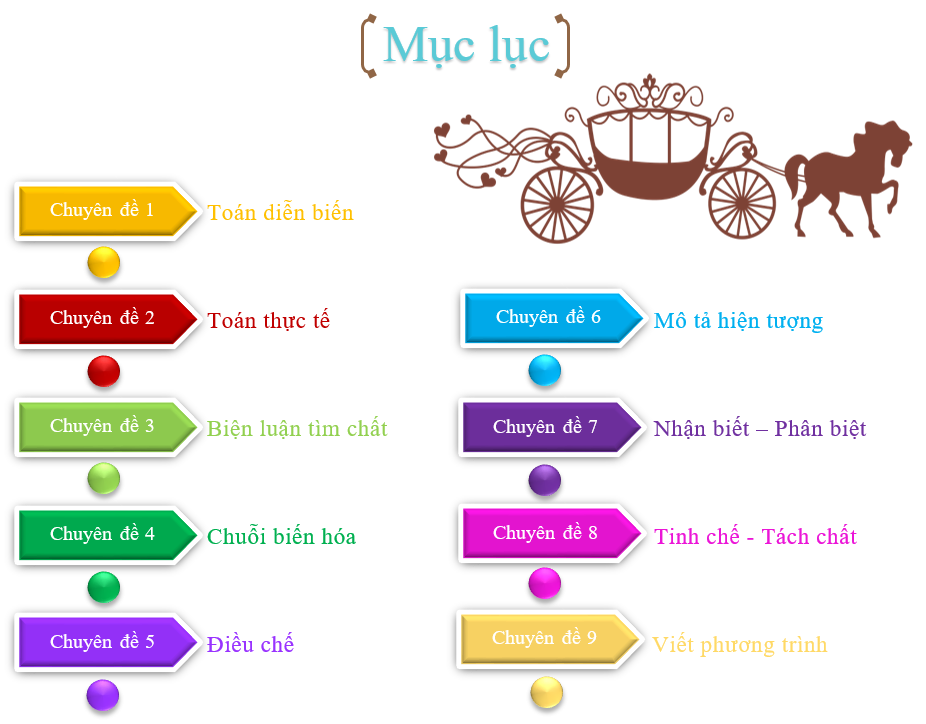 Mục lục
Chuyên đề 1
Toán diễn biến
Chuyên đề 2
Toán thực tế
Chuyên đề 3
Biện luận tìm chất
Chuyên đề 4
Chuỗi biến hóa
Chuyên đề 5
Điều chế
Chuyên đề 6
Mô tả hiện tượng
Chuyên đề 7
Nhận biết – Phân biệt
Chuyên đề 8
Tinh chế - Tách chất
Chuyên đề 9
Viết phương trình